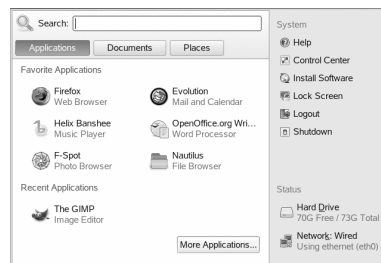 Search:
Applications
Documents
Places
Favorite Applications
Firefox
Web Browser
Evolution
Mail and Calendar
Helix Banshee
Music Player
OpenOffice.org Wri...
Word Processor
F-Spot
Photo Browser
Nautilus
File Browser
Recent Applications
The GIMP
Image Editor
More Applications...
System
Help
Control Center
Install Software
Lock Screen
Logout
Shutdown
Status
Hard Drive
70G Free / 73G Total
Network: Wired
Using ethernet (eth0)